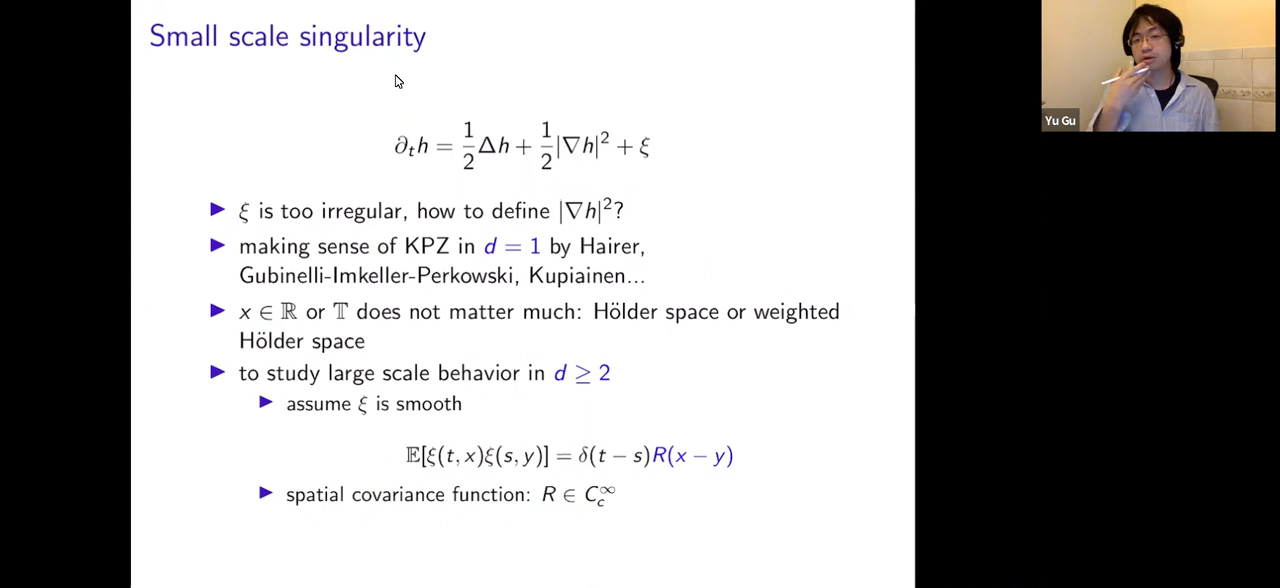 Small scale singularity
∂ₜh = 1/2 Δh + 1/2 |∇h|² + ξ
▶ ξ is too irregular, how to define |∇h|²?
▶ making sense of KPZ in d = 1 by Hairer,
Gubinelli-Imkeller-Perkowski, Kupiainen...
▶ x ∈ ℝ or 𝕋 does not matter much: Hölder space or weighted
Hölder space
▶ to study large scale behavior in d ≥ 2
▶ assume ξ is smooth
𝔼[ξ(t, x)ξ(s, y)] = δ(t − s)R(x − y)
▶ spatial covariance function: R ∈ C_c^∞
Yu Gu